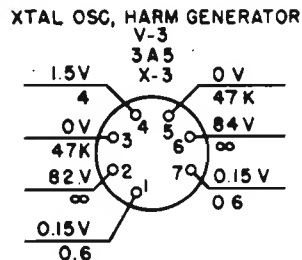 XTAL OSC, HARM GENERATOR
V-3
3A5
X-3
1.5V
4
0V
47K
4
5
0V
47K
3
6
84V
∞
82V
∞
2
7
0.15V
0 6
1
0.15V
0.6